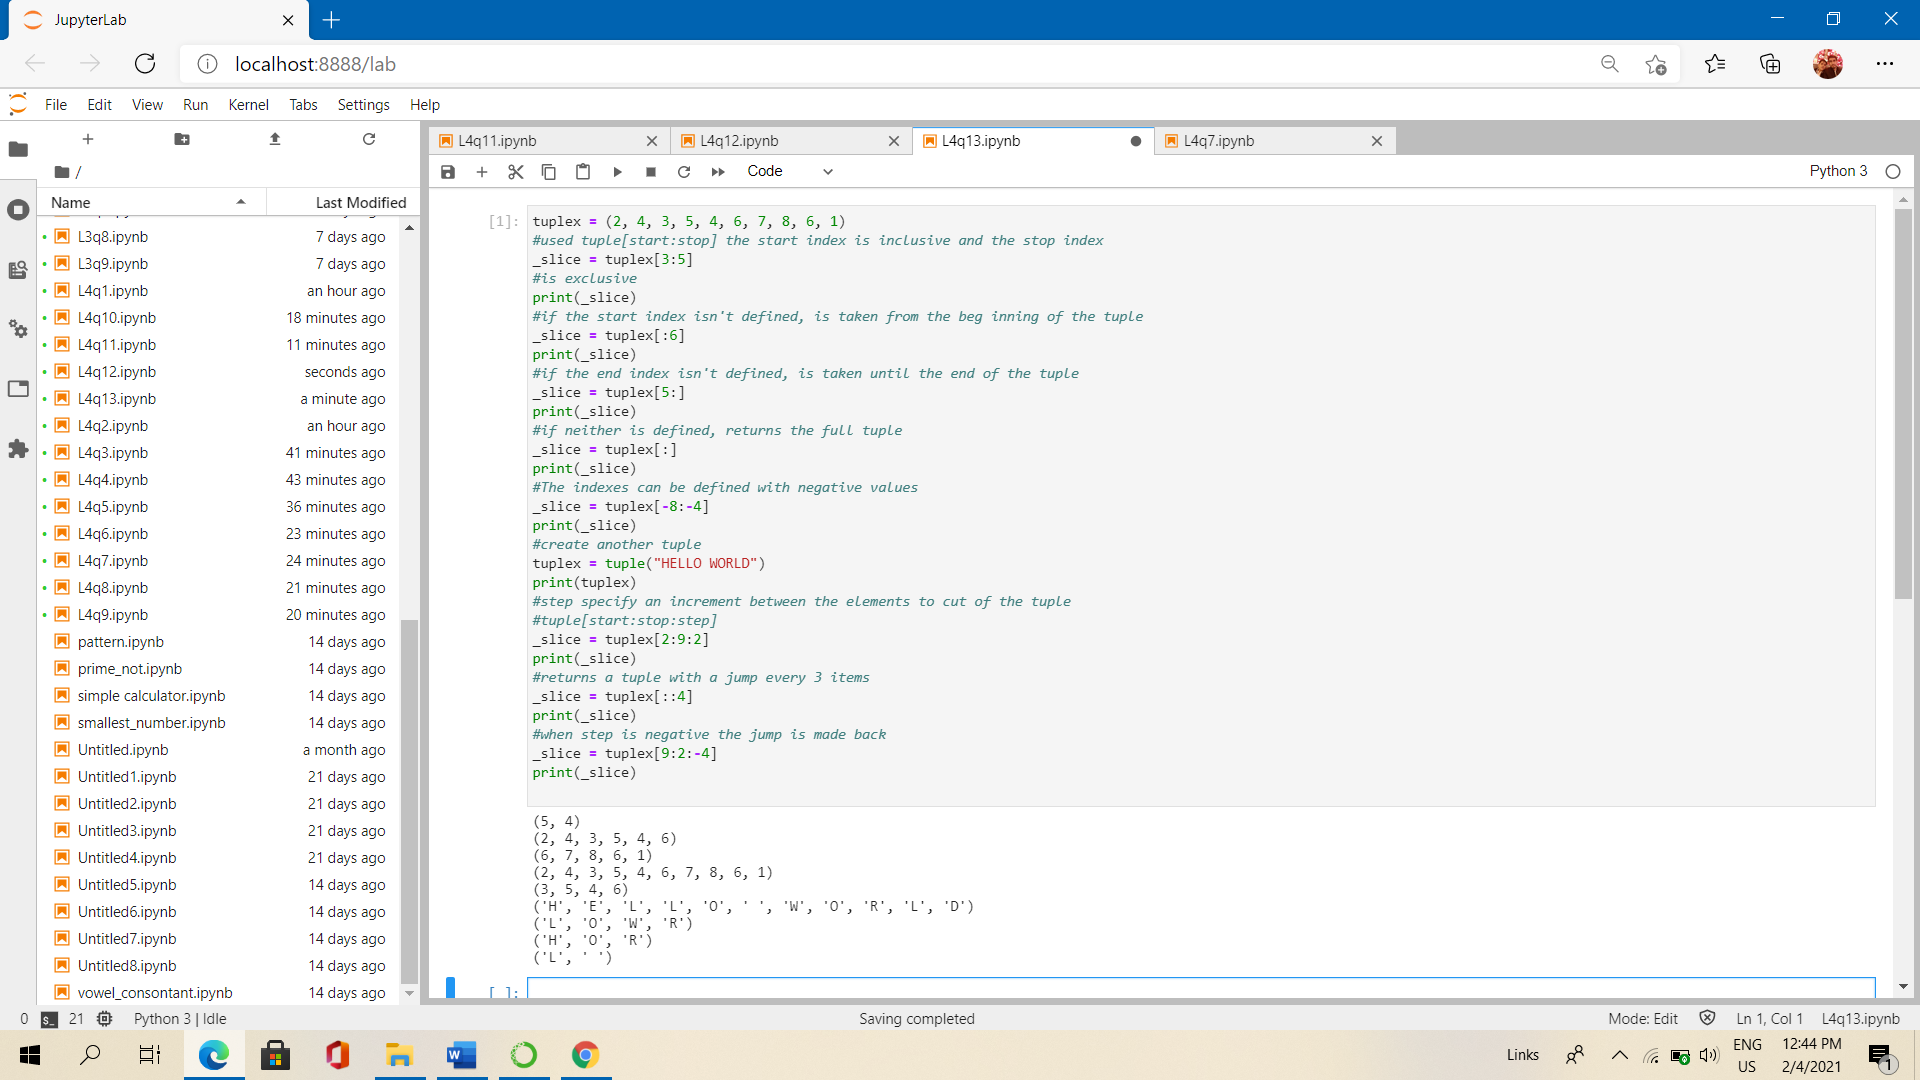 JupyterLab
localhost:8888/lab
File Edit View Run Kernel Tabs Settings Help
L4q11.ipynb L4q12.ipynb L4q13.ipynb L4q7.ipynb
/
Code
Python 3
Name Last Modified
L3q8.ipynb 7 days ago
L3q9.ipynb 7 days ago
L4q1.ipynb an hour ago
L4q10.ipynb 18 minutes ago
L4q11.ipynb 11 minutes ago
L4q12.ipynb seconds ago
L4q13.ipynb a minute ago
L4q2.ipynb an hour ago
L4q3.ipynb 41 minutes ago
L4q4.ipynb 43 minutes ago
L4q5.ipynb 36 minutes ago
L4q6.ipynb 23 minutes ago
L4q7.ipynb 24 minutes ago
L4q8.ipynb 21 minutes ago
L4q9.ipynb 20 minutes ago
pattern.ipynb 14 days ago
prime_not.ipynb 14 days ago
simple calculator.ipynb 14 days ago
smallest_number.ipynb 14 days ago
Untitled.ipynb a month ago
Untitled1.ipynb 21 days ago
Untitled2.ipynb 21 days ago
Untitled3.ipynb 21 days ago
Untitled4.ipynb 21 days ago
Untitled5.ipynb 14 days ago
Untitled6.ipynb 14 days ago
Untitled7.ipynb 14 days ago
Untitled8.ipynb 14 days ago
vowel_consontant.ipynb 14 days ago
[1]: tuplex = (2, 4, 3, 5, 4, 6, 7, 8, 6, 1)
#used tuple[start:stop] the start index is inclusive and the stop index
_slice = tuplex[3:5]
#is exclusive
print(_slice)
#if the start index isn't defined, is taken from the beg inning of the tuple
_slice = tuplex[:6]
print(_slice)
#if the end index isn't defined, is taken until the end of the tuple
_slice = tuplex[5:]
print(_slice)
#if neither is defined, returns the full tuple
_slice = tuplex[:]
print(_slice)
#The indexes can be defined with negative values
_slice = tuplex[-8:-4]
print(_slice)
#create another tuple
tuplex = tuple("HELLO WORLD")
print(tuplex)
#step specify an increment between the elements to cut of the tuple
#tuple[start:stop:step]
_slice = tuplex[2:9:2]
print(_slice)
#returns a tuple with a jump every 3 items
_slice = tuplex[::4]
print(_slice)
#when step is negative the jump is made back
_slice = tuplex[9:2:-4]
print(_slice)
(5, 4)
(2, 4, 3, 5, 4, 6)
(6, 7, 8, 6, 1)
(2, 4, 3, 5, 4, 6, 7, 8, 6, 1)
(3, 5, 4, 6)
('H', 'E', 'L', 'L', 'O', ' ', 'W', 'O', 'R', 'L', 'D')
('L', 'O', 'W', 'R')
('H', 'O', 'R')
('L', ' ')
[ ]:
0 21 Python 3 | Idle Saving completed Mode: Edit Ln 1, Col 1 L4q13.ipynb
Links ENG US 12:44 PM 2/4/2021 1